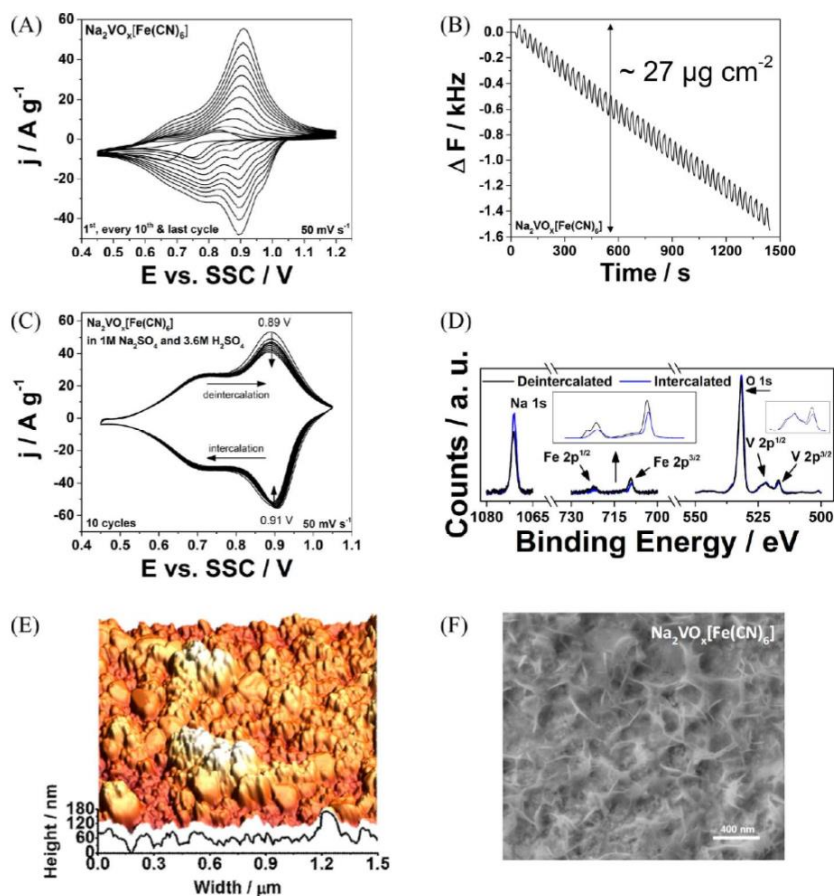 (A)
Na₂VOₓ[Fe(CN)₆]
60
40
20
0
-20
-40
j / A g⁻¹
1ˢᵗ, every 10ᵗʰ & last cycle
50 mV s⁻¹
0.4 0.5 0.6 0.7 0.8 0.9 1.0 1.1 1.2
E vs. SSC / V
(B)
0.0
-0.2
-0.4
-0.6
-0.8
-1.0
-1.2
-1.4
-1.6
Δ F / kHz
~ 27 µg cm⁻²
Na₂VOₓ[Fe(CN)₆]
0 300 600 900 1200 1500
Time / s
(C)
Na₂VOₓ[Fe(CN)₆]
in 1M Na₂SO₄ and 3.6M H₂SO₄
0.89 V
60
40
20
0
-20
-40
-60
j / A g⁻¹
deintercalation
intercalation
0.91 V
10 cycles
50 mV s⁻¹
0.4 0.5 0.6 0.7 0.8 0.9 1.0 1.1
E vs. SSC / V
(D)
Counts / a. u.
Deintercalated
Intercalated
O 1s
Na 1s
Fe 2p¹/²
Fe 2p³/²
V 2p¹/²
V 2p³/²
1080 1065 730 715 700 550 525 500
Binding Energy / eV
(E)
180
120
60
0
Height / nm
0.0 0.3 0.6 0.9 1.2 1.5
Width / µm
(F)
Na₂VOₓ[Fe(CN)₆]
400 nm